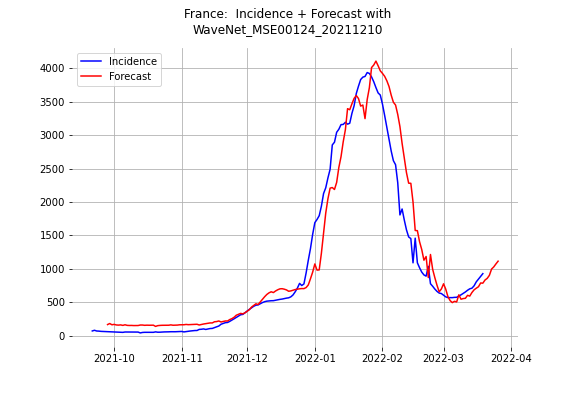 France:  Incidence + Forecast with
WaveNet_MSE00124_20211210
Incidence
Forecast
4000
3500
3000
2500
2000
1500
1000
500
0
2021-10 2021-11 2021-12 2022-01 2022-02 2022-03 2022-04